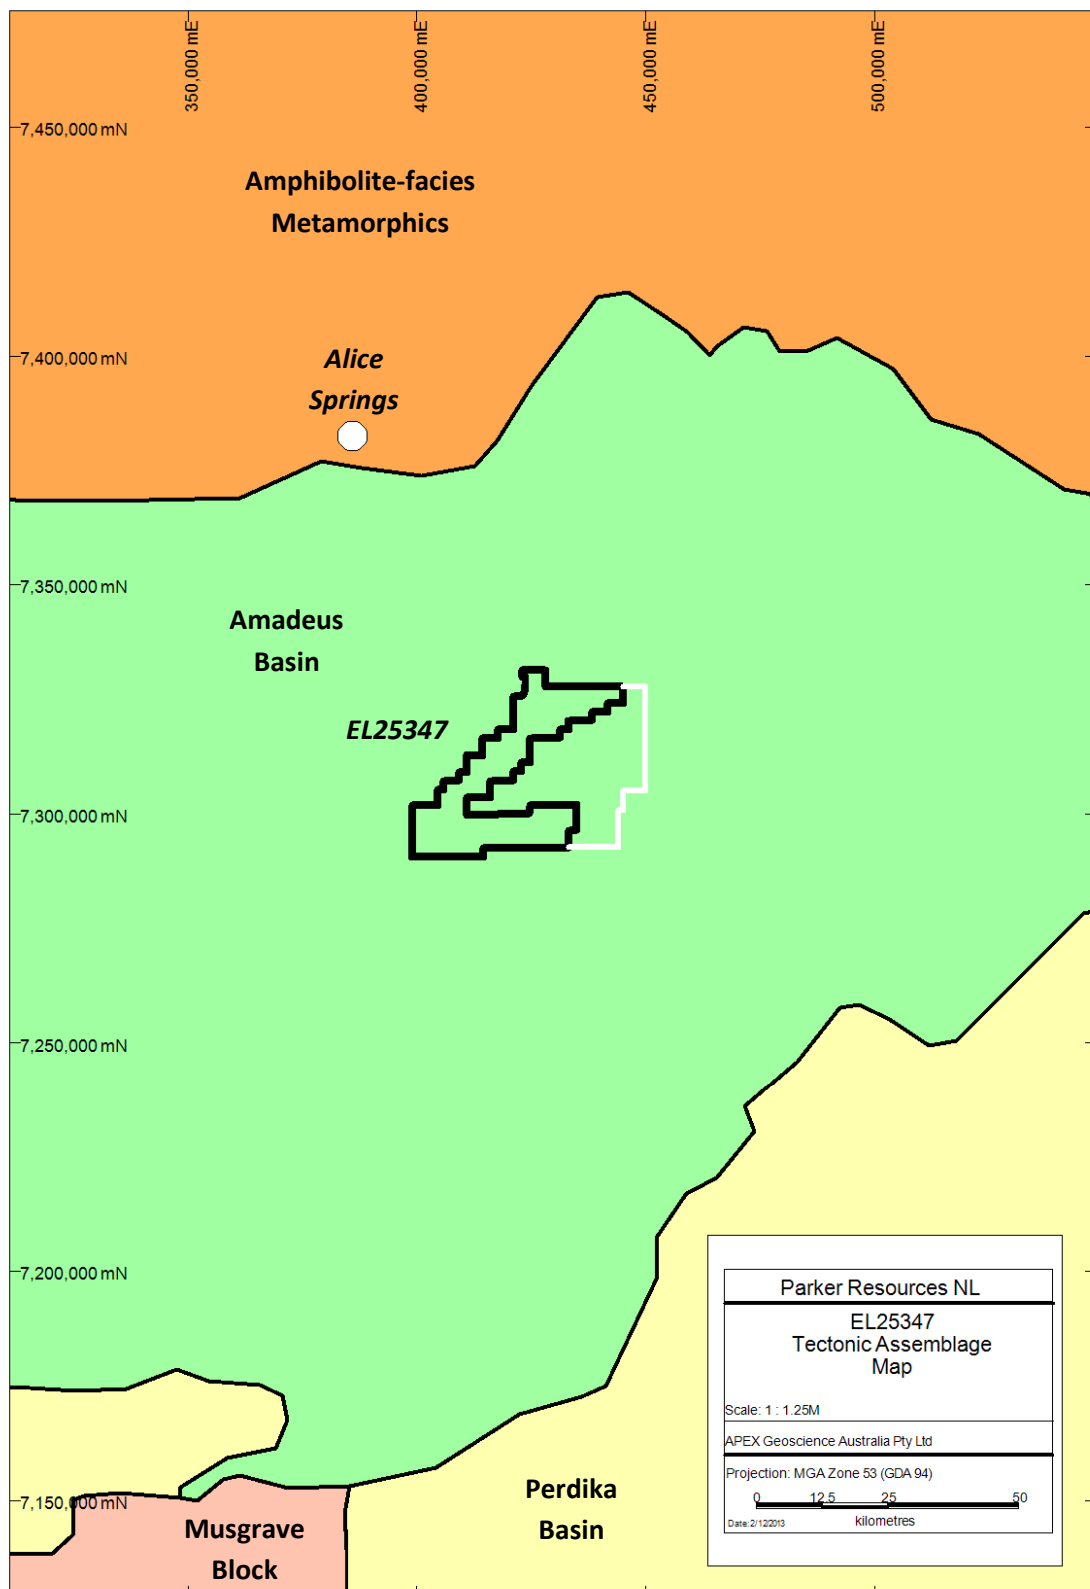 350,000 mE
400,000 mE
450,000 mE
500,000 mE
7,450,000 mN
Amphibolite-facies
Metamorphics
7,400,000 mN
Alice
Springs
7,350,000 mN
Amadeus
Basin
EL25347
7,300,000 mN
7,250,000 mN
7,200,000 mN
7,150,000 mN
Musgrave
Block
Perdika
Basin
Parker Resources NL
EL25347
Tectonic Assemblage
Map
Scale: 1 : 1.25M
APEX Geoscience Australia Pty Ltd
Projection: MGA Zone 53 (GDA 94)
0 12.5 25 50
kilometres
Date: 2/12/2013